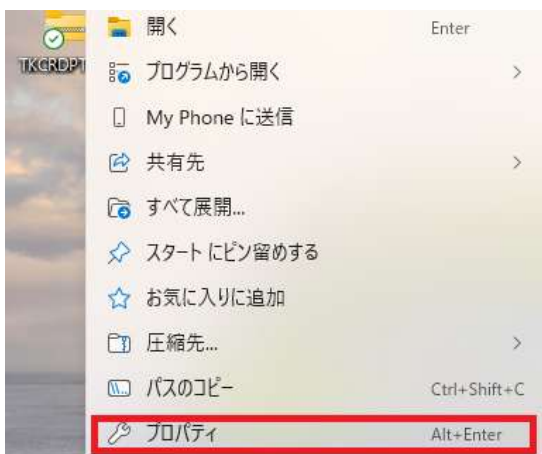 開く Enter
TKCRDPT
プログラムから開く
My Phone に送信
共有先
すべて展開...
スタート にピン留めする
お気に入りに追加
圧縮先...
パスのコピー Ctrl+Shift+C
プロパティ Alt+Enter